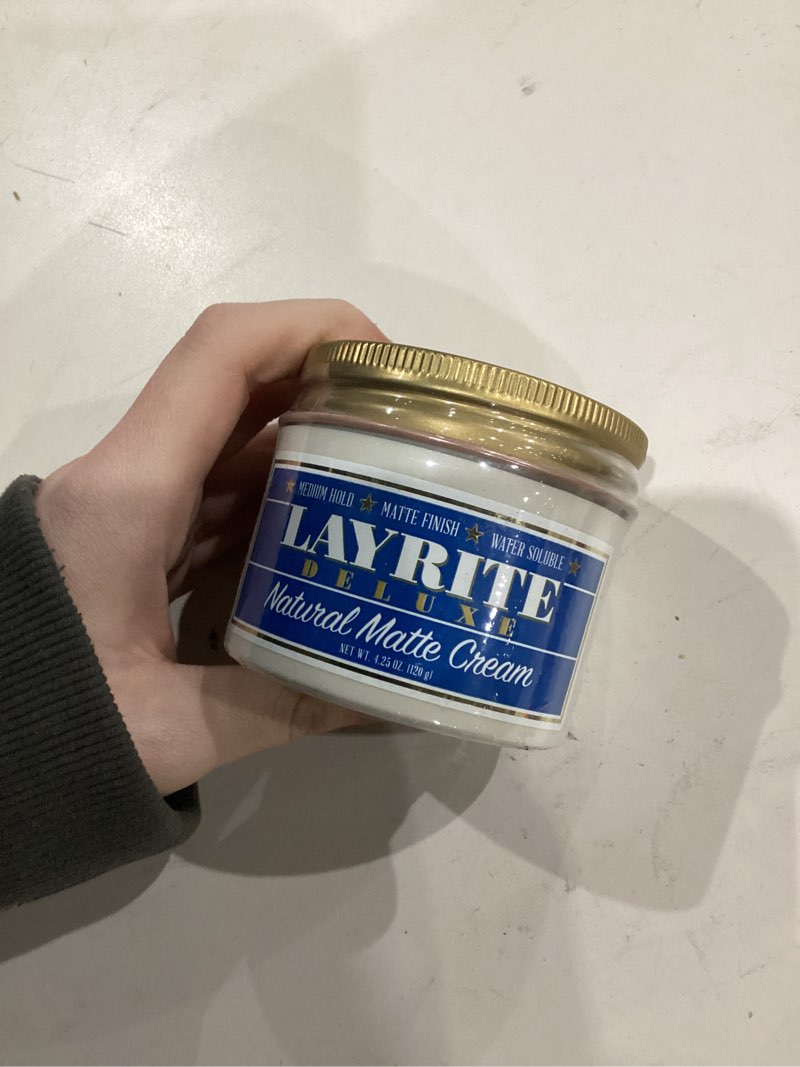 ★ MEDIUM HOLD ★ MATTE FINISH ★ WATER SOLUBLE ★
LAYRITE
DELUXE
Natural Matte Cream
NET WT. 4.25 OZ. (120 g)